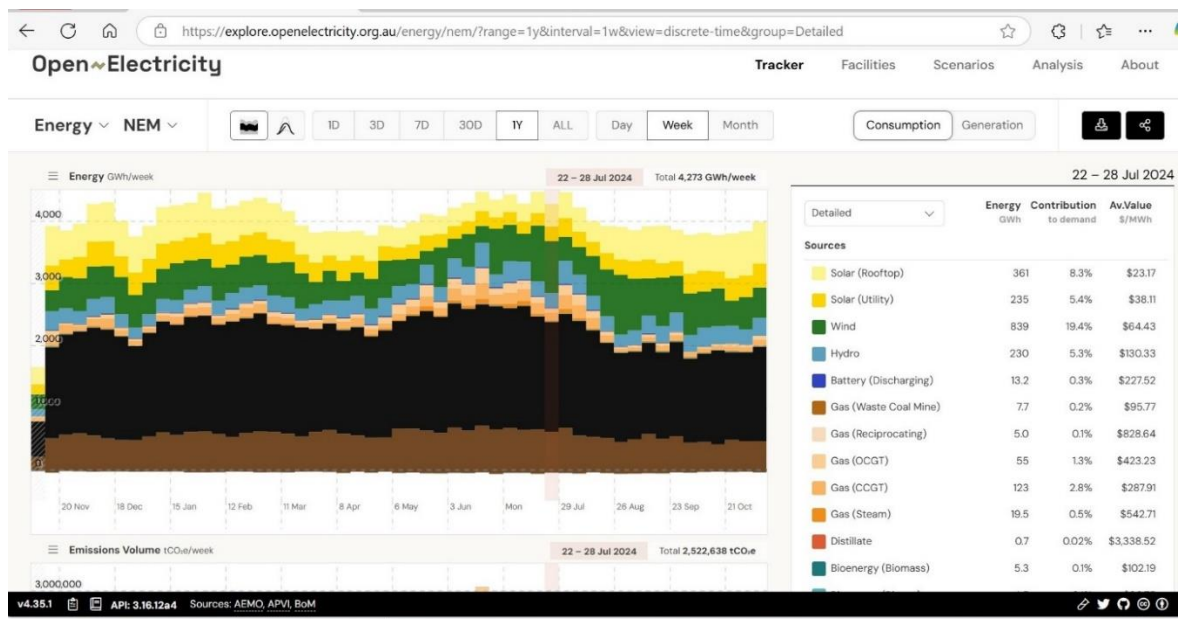 https://explore.openelectricity.org.au/energy/nem/?range=1y&interval=1w&view=discrete-time&group=Detailed
Open Electricity Tracker Facilities Scenarios Analysis About
Energy NEM 1D 3D 7D 30D 1Y ALL Day Week Month Consumption Generation
Energy GWh/week 22 – 28 Jul 2024 Total 4,273 GWh/week
4,000
3,000
2,000
20 Nov 18 Dec 15 Jan 12 Feb 11 Mar 8 Apr 6 May 3 Jun Mon 29 Jul 26 Aug 23 Sep 21 Oct
Emissions Volume tCO₂e/week 22 – 28 Jul 2024 Total 2,522,638 tCO₂e
3,000,000
22 – 28 Jul 2024
Detailed Energy GWh Contribution to demand Av.Value $/MWh
Sources
Solar (Rooftop) 361 8.3% $23.17
Solar (Utility) 235 5.4% $38.11
Wind 839 19.4% $64.43
Hydro 230 5.3% $130.33
Battery (Discharging) 13.2 0.3% $227.52
Gas (Waste Coal Mine) 7.7 0.2% $95.77
Gas (Reciprocating) 5.0 0.1% $828.64
Gas (OCGT) 55 1.3% $423.23
Gas (CCGT) 123 2.8% $287.91
Gas (Steam) 19.5 0.5% $542.71
Distillate 0.7 0.02% $3,338.52
Bioenergy (Biomass) 5.3 0.1% $102.19
v4.35.1 API: 3.16.12a4 Sources: AEMO, APVI, BoM